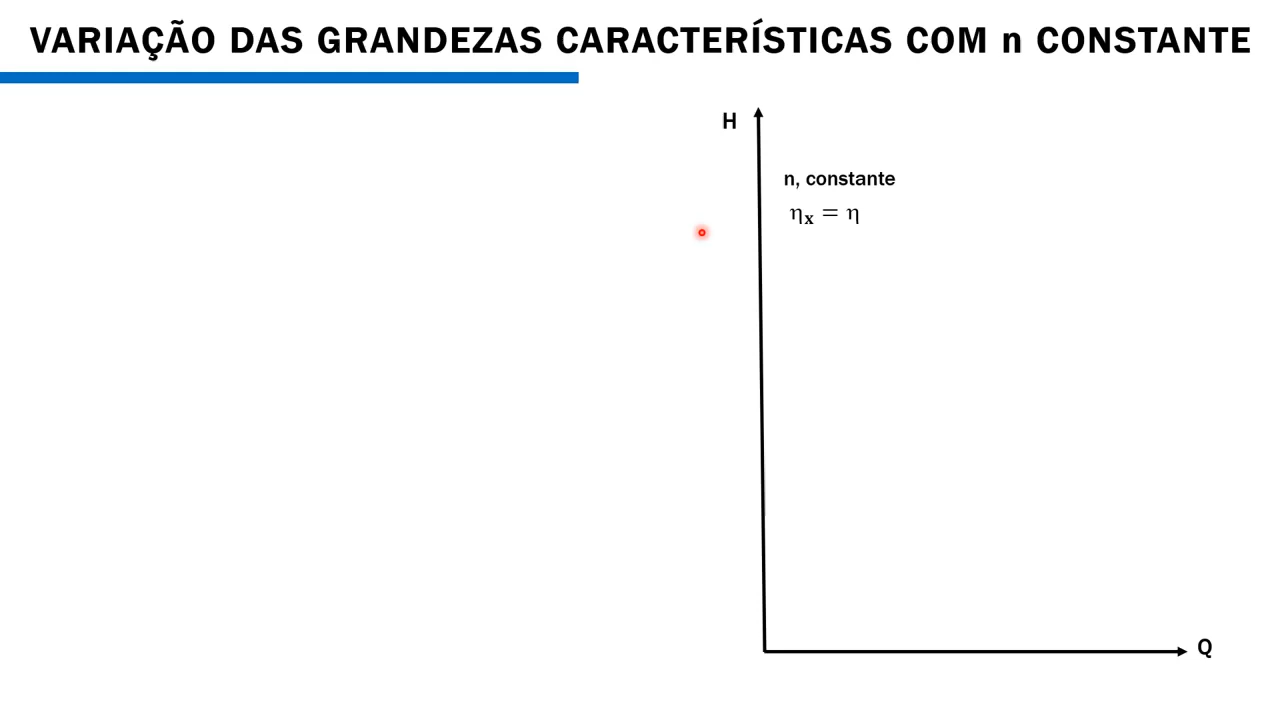 VARIAÇÃO DAS GRANDEZAS CARACTERÍSTICAS COM n CONSTANTE
H
n, constante
ηₓ = η
Q